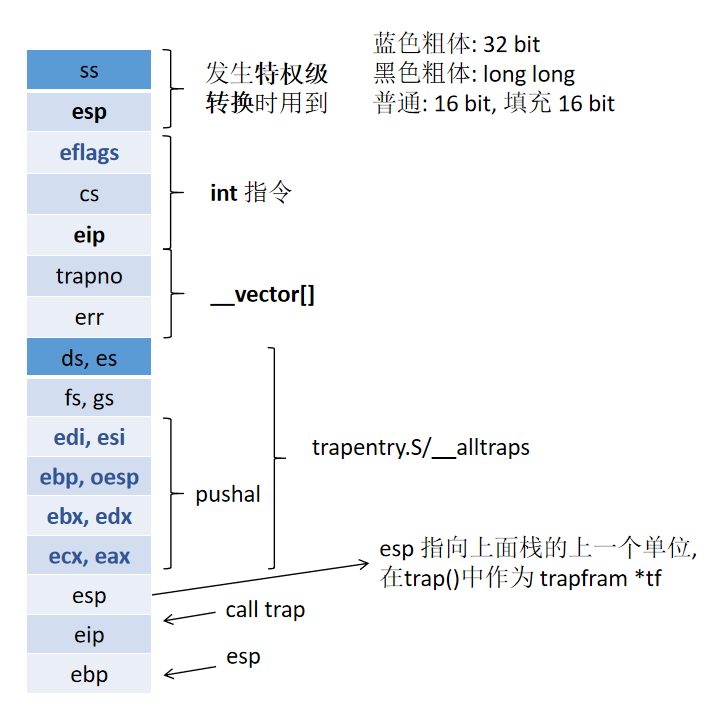 蓝色粗体: 32 bit
黑色粗体: long long
普通: 16 bit, 填充 16 bit
ss
esp
发生特权级
转换时用到
eflags
cs
eip
int 指令
trapno
err
__vector[]
ds, es
fs, gs
edi, esi
ebp, oesp
ebx, edx
ecx, eax
pushal
trapentry.S/__alltraps
esp
esp 指向上面栈的上一个单位,
在trap()中作为 trapfram *tf
eip
call trap
ebp
esp